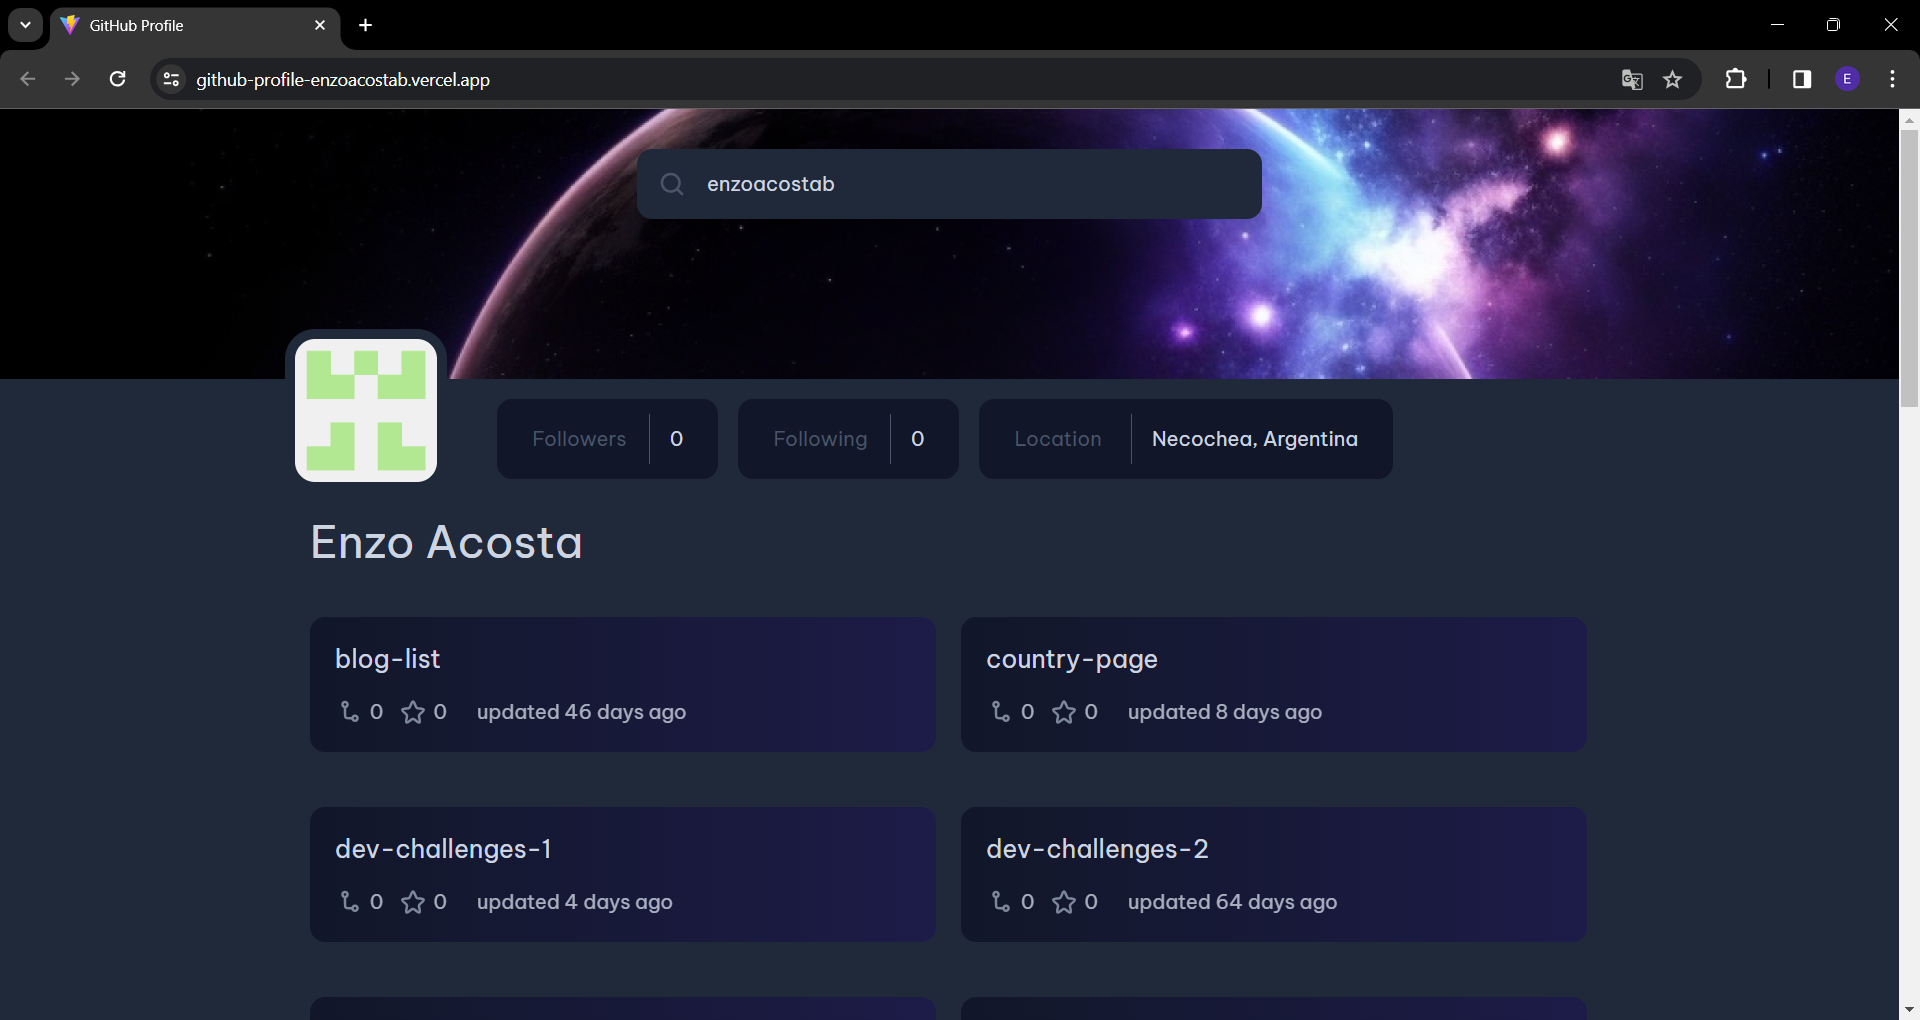 GitHub Profile
github-profile-enzoacostab.vercel.app
E
enzoacostab
Followers 0
Following 0
Location Necochea, Argentina
Enzo Acosta
blog-list
0 0 updated 46 days ago
country-page
0 0 updated 8 days ago
dev-challenges-1
0 0 updated 4 days ago
dev-challenges-2
0 0 updated 64 days ago